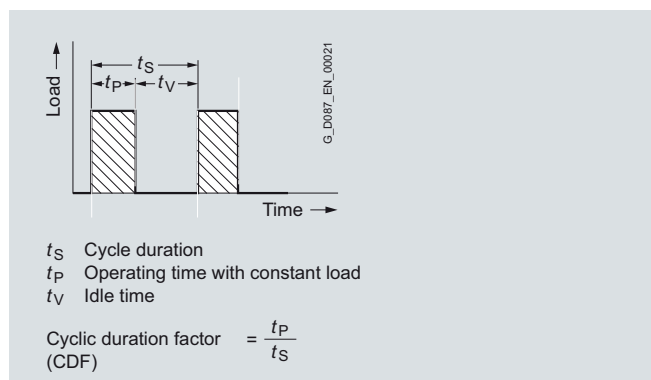 Load
tS
tP tV
G_D087_EN_00021
Time
tS Cycle duration
tP Operating time with constant load
tV Idle time
Cyclic duration factor = tP
(CDF) tS